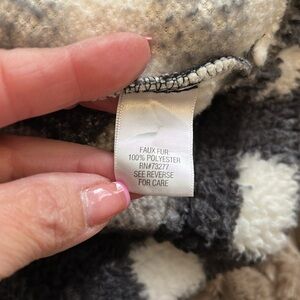 FAUX FUR
100% POLYESTER
RN#73277
SEE REVERSE
FOR CARE